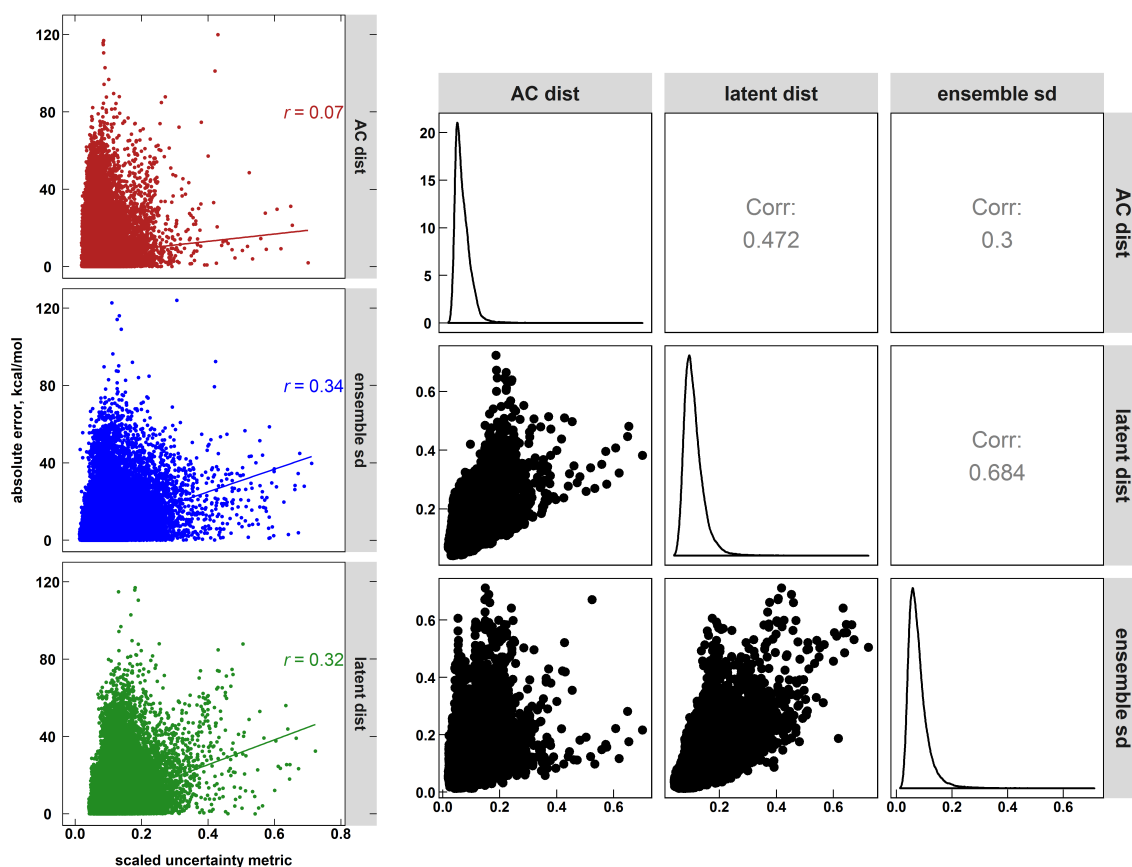 120
80
40
0
r = 0.07
AC dist
120
80
40
0
r = 0.34
ensemble sd
absolute error, kcal/mol
120
80
40
0
r = 0.32
latent dist
0.0 0.2 0.4 0.6 0.8
scaled uncertainty metric
AC dist latent dist ensemble sd
20
15
10
5
0
Corr:
0.472
Corr:
0.3
AC dist
0.6
0.4
0.2
Corr:
0.684
latent dist
0.6
0.4
0.2
0.0
ensemble sd
0.0 0.2 0.4 0.6
0.2 0.4 0.6
0.0 0.2 0.4 0.6